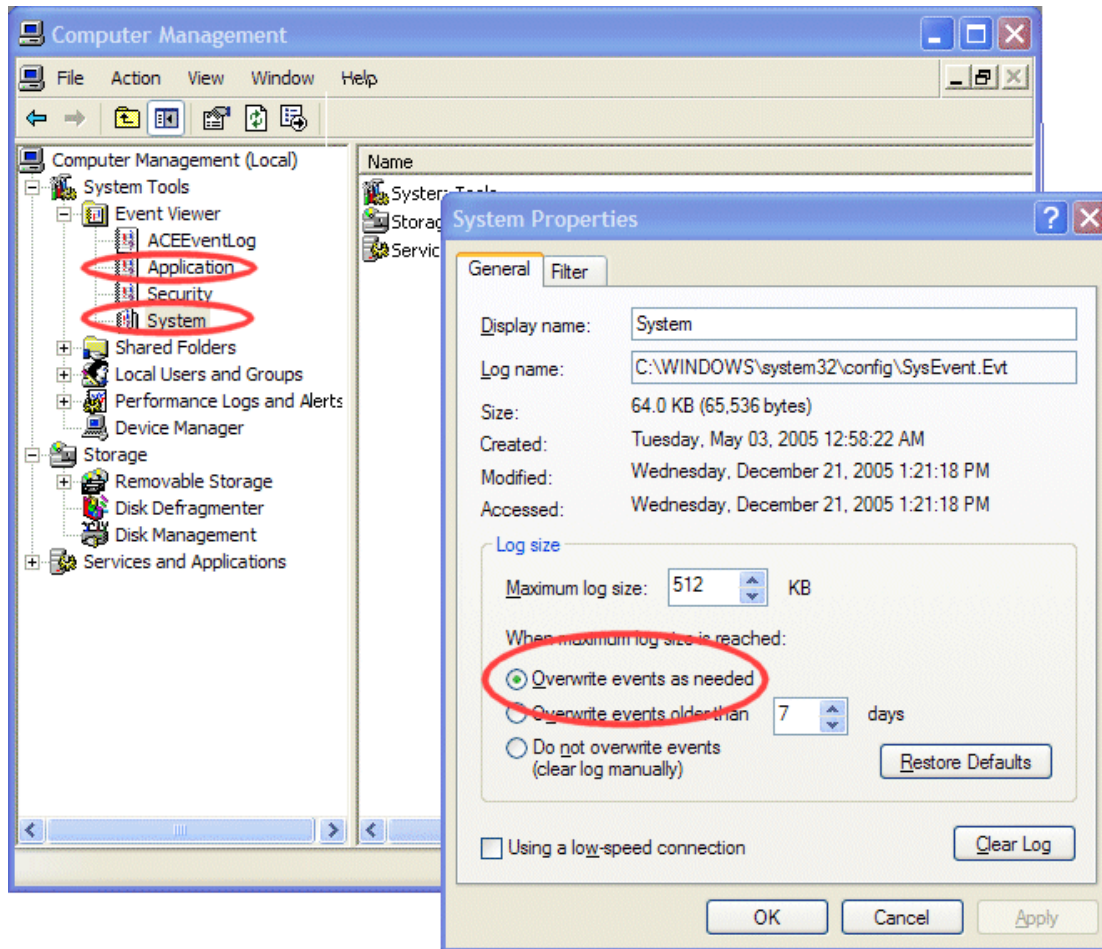 Computer Management
File Action View Window Help
Computer Management (Local)
System Tools
Event Viewer
ACEEventLog
Application
Security
System
Shared Folders
Local Users and Groups
Performance Logs and Alerts
Device Manager
Storage
Removable Storage
Disk Defragmenter
Disk Management
Services and Applications
Name
System Tools
Storag
Servic
System Properties
General Filter
Display name: System
Log name: C:\WINDOWS\system32\config\SysEvent.Evt
Size: 64.0 KB (65,536 bytes)
Created: Tuesday, May 03, 2005 12:58:22 AM
Modified: Wednesday, December 21, 2005 1:21:18 PM
Accessed: Wednesday, December 21, 2005 1:21:18 PM
Log size
Maximum log size: 512 KB
When maximum log size is reached:
Overwrite events as needed
Overwrite events older than 7 days
Do not overwrite events
(clear log manually)
Restore Defaults
Using a low-speed connection
Clear Log
OK Cancel Apply